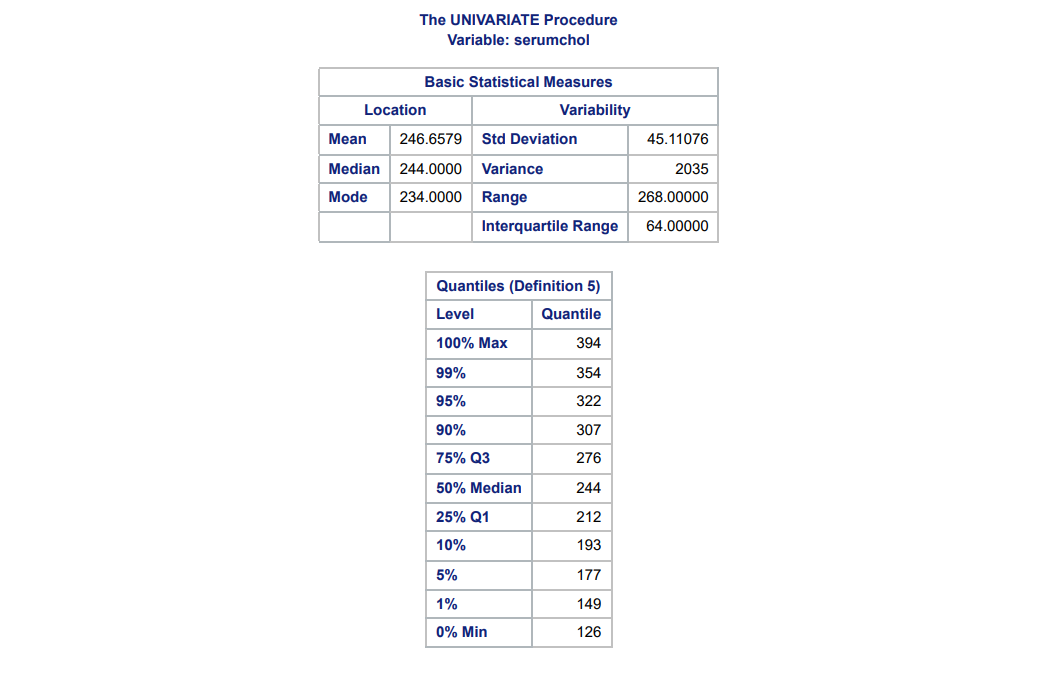 The UNIVARIATE Procedure
Variable: serumchol
Basic Statistical Measures
Location Variability
Mean 246.6579 Std Deviation 45.11076
Median 244.0000 Variance 2035
Mode 234.0000 Range 268.00000
Interquartile Range 64.00000
Quantiles (Definition 5)
Level Quantile
100% Max 394
99% 354
95% 322
90% 307
75% Q3 276
50% Median 244
25% Q1 212
10% 193
5% 177
1% 149
0% Min 126